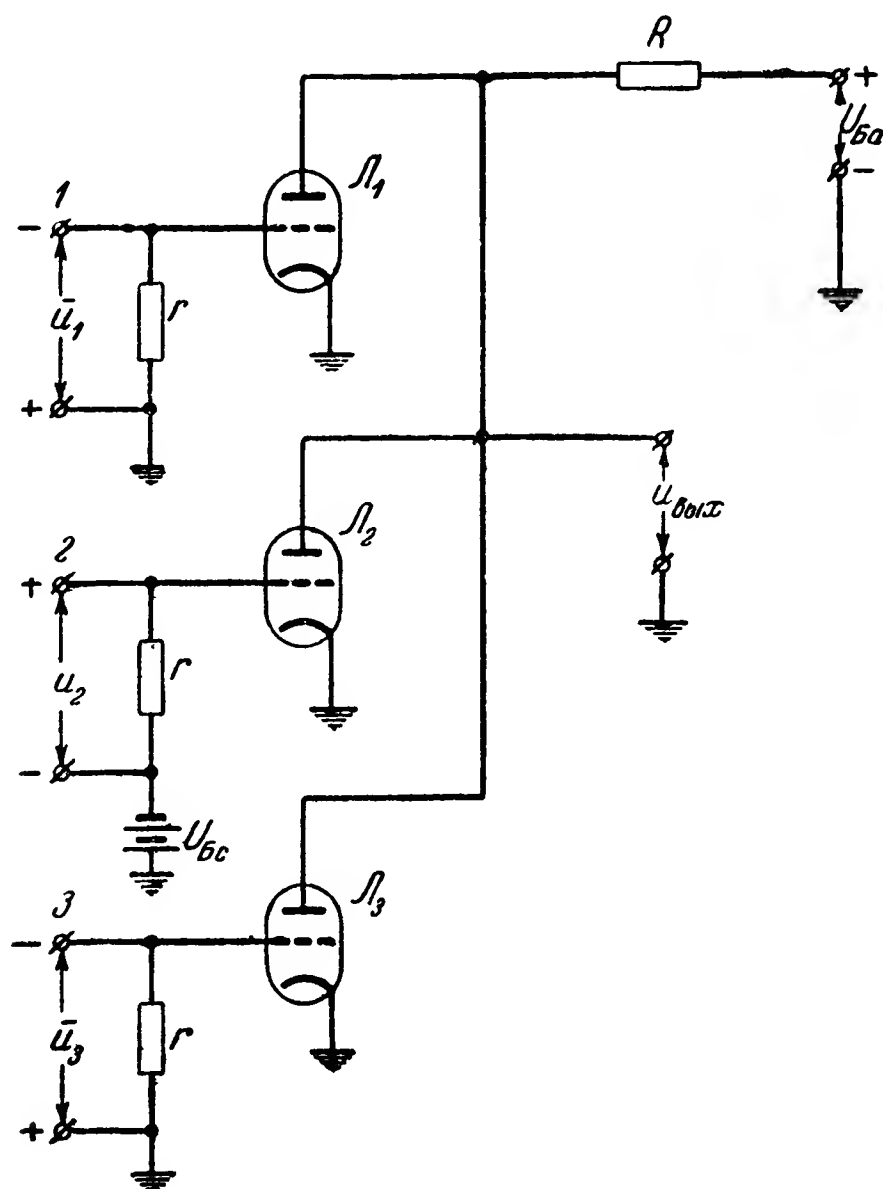 R
+
U_ба
-
Л₁
1
-
r
ū₁
+
Л₂
2
+
u_вых
r
u₂
-
U_бс
Л₃
3
-
r
ū₃
+